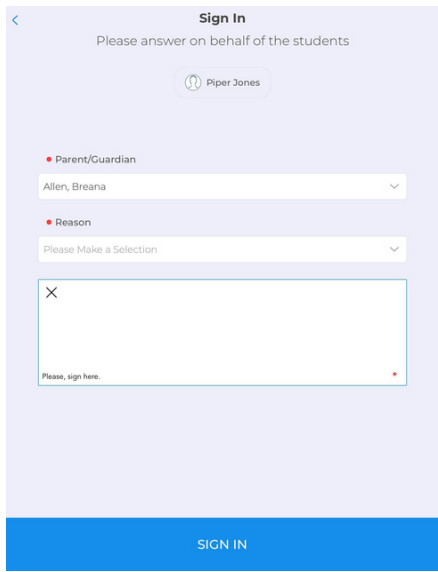 Sign In
Please answer on behalf of the students
Piper Jones
Parent/Guardian
Allen, Breana
Reason
Please Make a Selection
Please, sign here.
*
SIGN IN